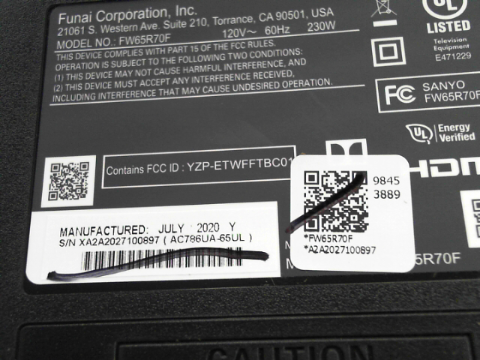 Funai Corporation, Inc.
21061 S. Western Ave. Suite 210, Torrance, CA 90501, USA
MODEL NO.: FW65R70F 120V~ 60Hz 230W
THIS DEVICE COMPLIES WITH PART 15 OF THE FCC RULES.
OPERATION IS SUBJECT TO THE FOLLOWING TWO CONDITIONS:
(1) THIS DEVICE MAY NOT CAUSE HARMFUL INTERFERENCE, AND
(2) THIS DEVICE MUST ACCEPT ANY INTERFERENCE RECEIVED,
INCLUDING INTERFERENCE THAT MAY CAUSE UNDESIRED OPERATION.
UL
LISTED
Television
Equipment
E471229
FC SANYO
FW65R70F
UL Energy
Verified
Contains FCC ID : YZP-ETWFFTBC01
HDMI
9845
3889
*FW65R70F
*A2A2027100897
MANUFACTURED: JULY 2020 Y
S/N XA2A2027100897 ( AC786UA-65UL )
65R70F
CAUTION